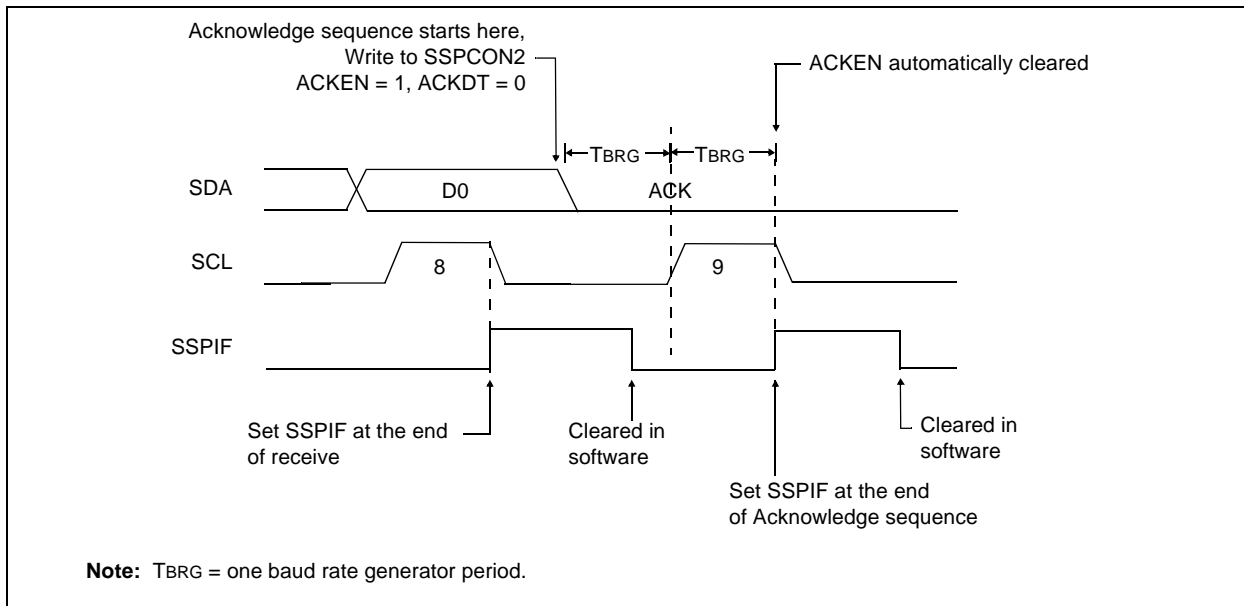 Acknowledge sequence starts here,
Write to SSPCON2
ACKEN = 1, ACKDT = 0
ACKEN automatically cleared
TBRG
TBRG
SDA
D0
ACK
SCL
8
9
SSPIF
Set SSPIF at the end
of receive
Cleared in
software
Set SSPIF at the end
of Acknowledge sequence
Cleared in
software
Note: TBRG = one baud rate generator period.